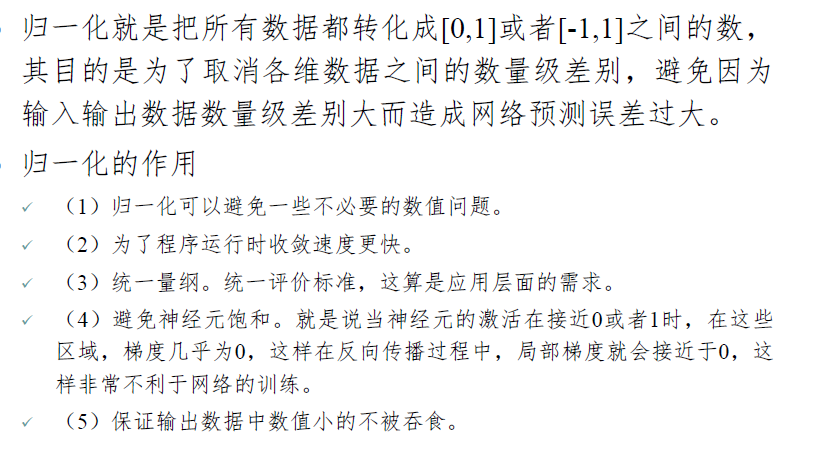 归一化就是把所有数据都转化成[0,1]或者[-1,1]之间的数，
其目的是为了取消各维数据之间的数量级差别，避免因为
输入输出数据数量级差别大而造成网络预测误差过大。
归一化的作用
（1）归一化可以避免一些不必要的数值问题。
（2）为了程序运行时收敛速度更快。
（3）统一量纲。统一评价标准，这算是应用层面的需求。
（4）避免神经元饱和。就是说当神经元的激活在接近0或者1时，在这些
区域，梯度几乎为0，这样在反向传播过程中，局部梯度就会接近于0，这
样非常不利于网络的训练。
（5）保证输出数据中数值小的不被吞食。